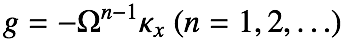 g = −Ω^{n−1}κ_x (n = 1, 2, …)